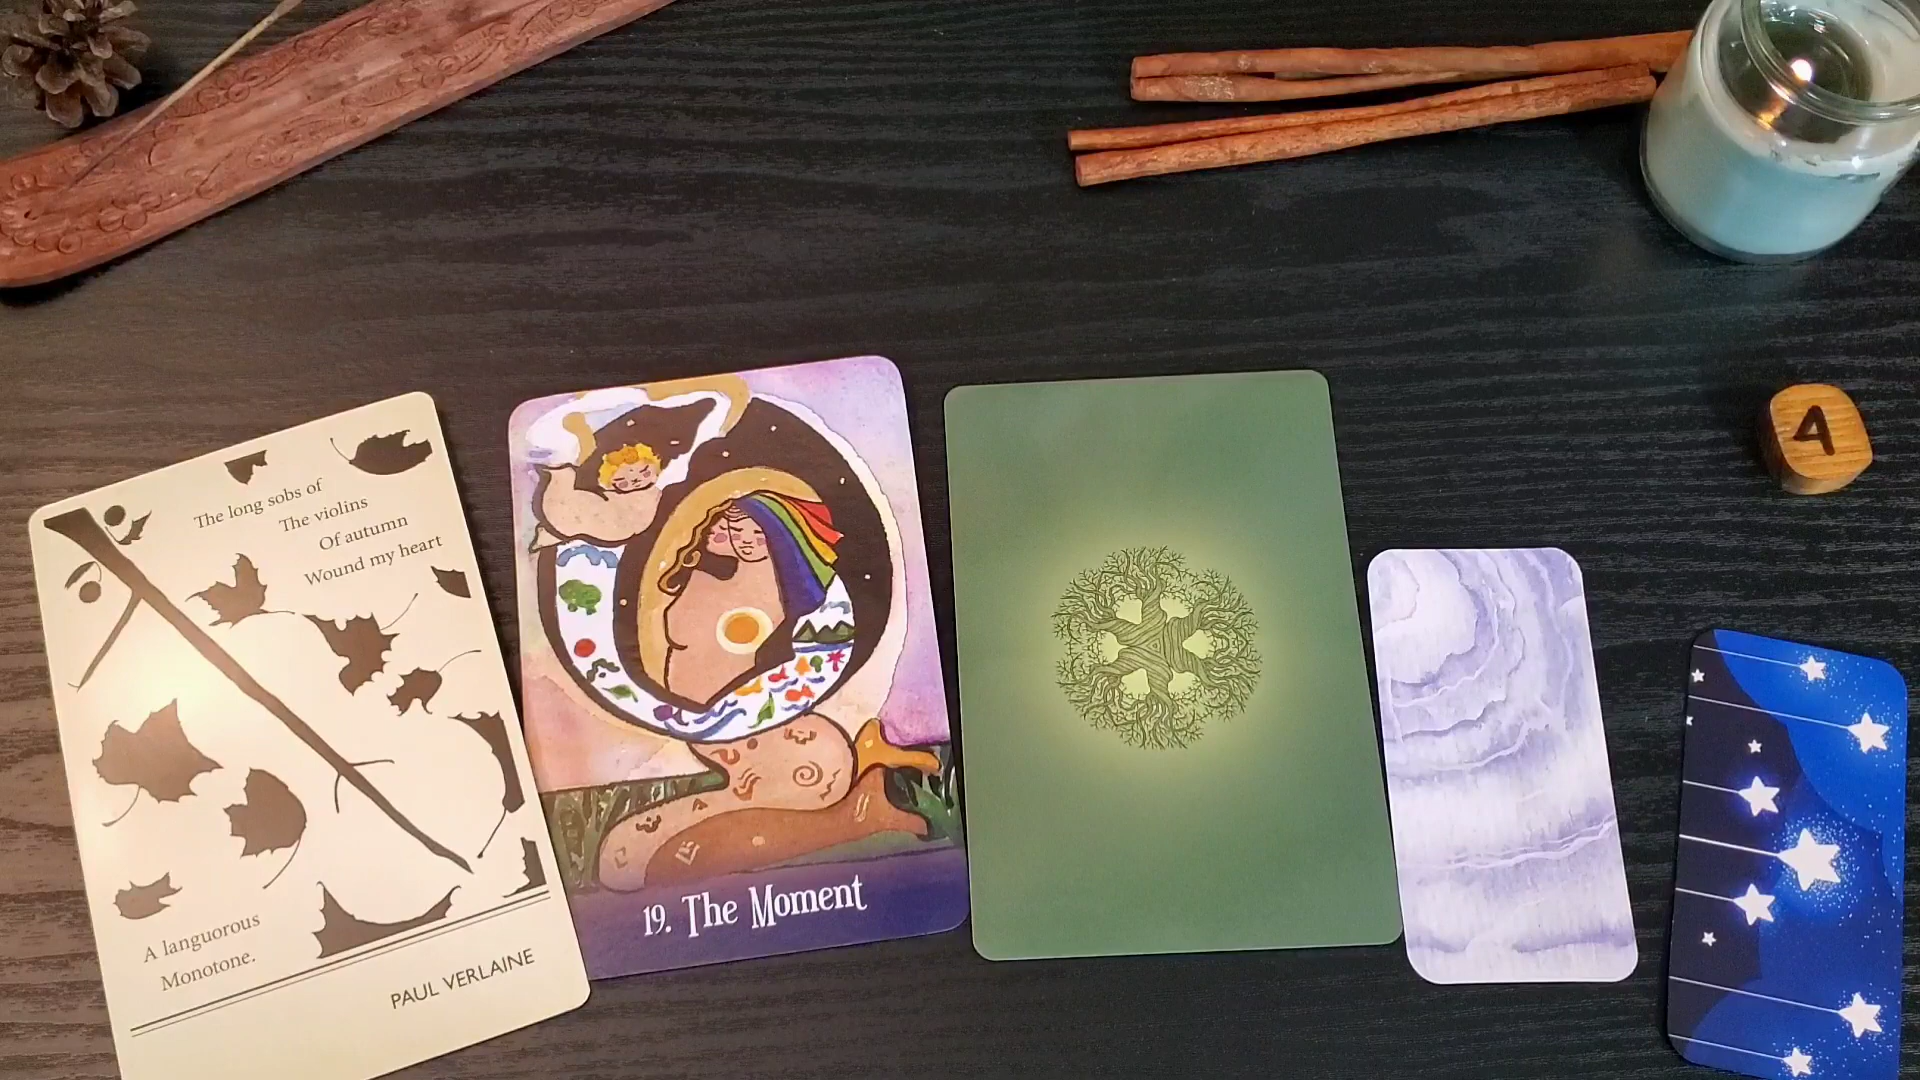 The long sobs of
The violins
Of autumn
Wound my heart
A languorous
Monotone.
PAUL VERLAINE
19. The Moment
4